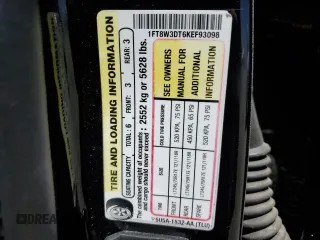 1FT8W3DT6KEF93098
TIRE AND LOADING INFORMATION
SEATING CAPACITY
TOTAL: 6
FRONT: 3
REAR: 3
The combined weight of occupants
and cargo should never exceed: 2552 kg or 5628 lbs.
SEE OWNERS
MANUAL FOR
ADDITIONAL
INFORMATION
COLD TIRE PRESSURE
520 KPA, 75 PSI
450 KPA, 65 PSI
520 KPA, 75 PSI
SIZE
TIRE
FRONT
REAR
SPARE